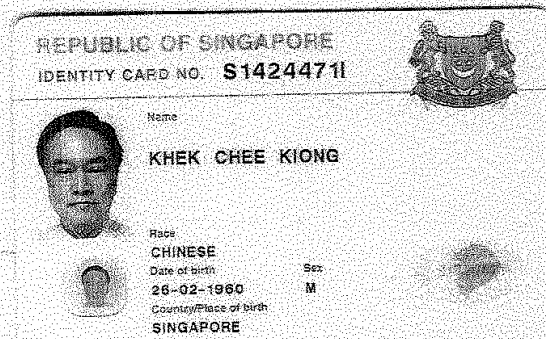 REPUBLIC OF SINGAPORE
IDENTITY CARD NO. S1424471I
Name
KHEK CHEE KIONG
Race
CHINESE
Date of birth Sex
26-02-1960 M
Country/Place of birth
SINGAPORE